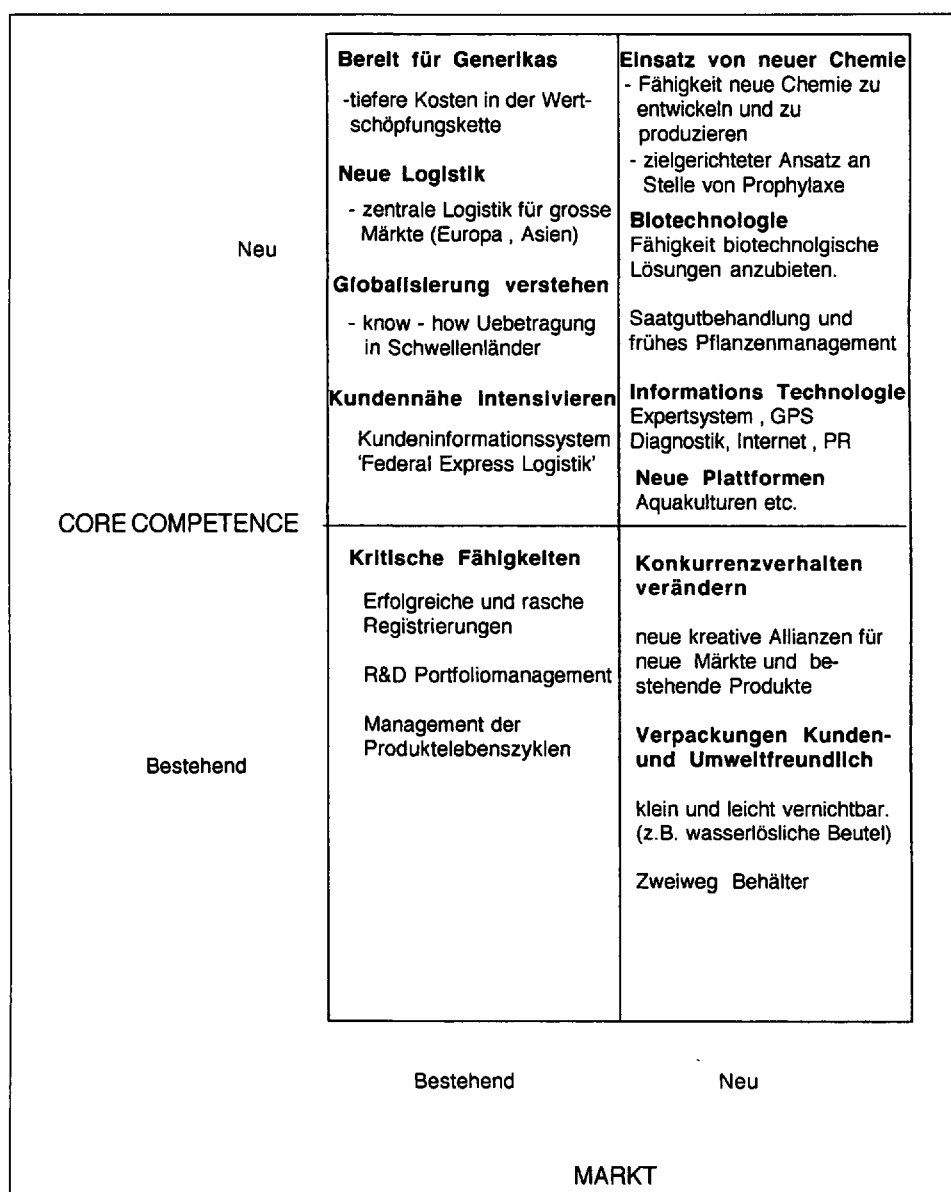 Bereit für Generikas
-tiefere Kosten in der Wert-
schöpfungskette
Neue Logistik
- zentrale Logistik für grosse
Märkte (Europa , Asien)
Globalisierung verstehen
- know - how Uebetragung
in Schwellenländer
Kundennähe intensivieren
Kundeninformationssystem
'Federal Express Logistik'
Einsatz von neuer Chemie
- Fähigkeit neue Chemie zu
entwickeln und zu
produzieren
- zielgerichteter Ansatz an
Stelle von Prophylaxe
Biotechnologie
Fähigkeit biotechnolgische
Lösungen anzubieten.
Saatgutbehandlung und
frühes Pflanzenmanagement
Informations Technologie
Expertsystem , GPS
Diagnostik, Internet , PR
Neue Plattformen
Aquakulturen etc.
Neu
CORE COMPETENCE
Kritische Fähigkeiten
Erfolgreiche und rasche
Registrierungen
R&D Portfoliomanagement
Management der
Produktelebenszyklen
Konkurrenzverhalten
verändern
neue kreative Allianzen für
neue Märkte und be-
stehende Produkte
Verpackungen Kunden-
und Umweltfreundlich
klein und leicht vernichtbar.
(z.B. wasserlösliche Beutel)
Zweiweg Behälter
Bestehend
Bestehend
Neu
MARKT